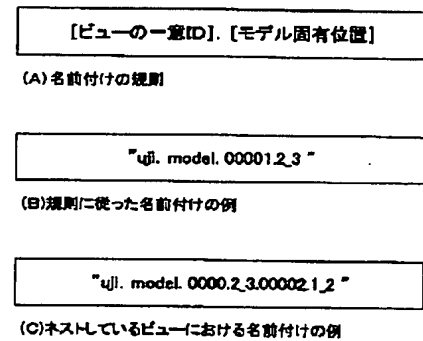 [ビューの一意ID]. [モデル固有位置]
(A)名前付けの規則
"uji. model. 00001.2_3 "
(B)規則に従った名前付けの例
"uji. model. 0000.2_3.00002.1_2 "
(C)ネストしているビューにおける名前付けの例